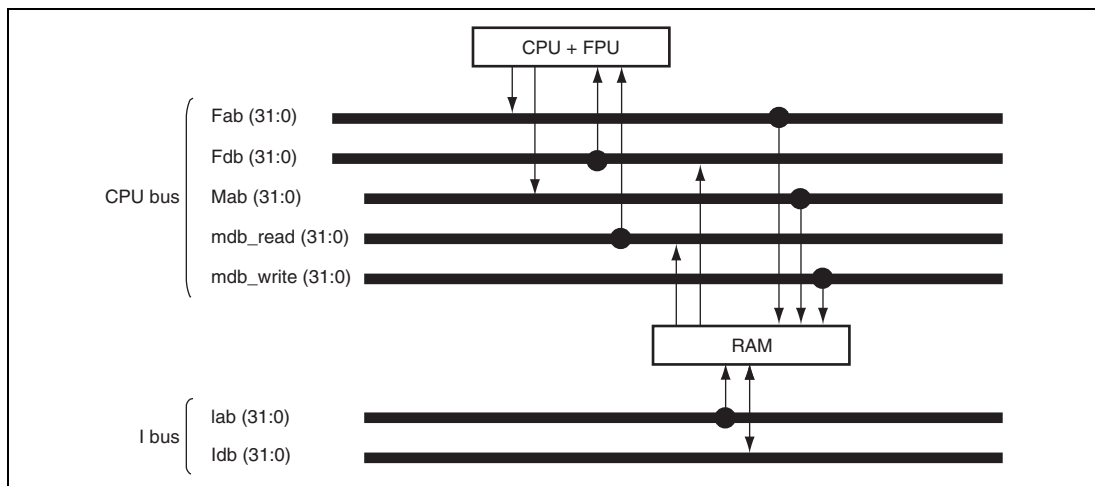 CPU + FPU
Fab (31:0)
Fdb (31:0)
CPU bus
Mab (31:0)
mdb_read (31:0)
mdb_write (31:0)
RAM
Iab (31:0)
I bus
Idb (31:0)